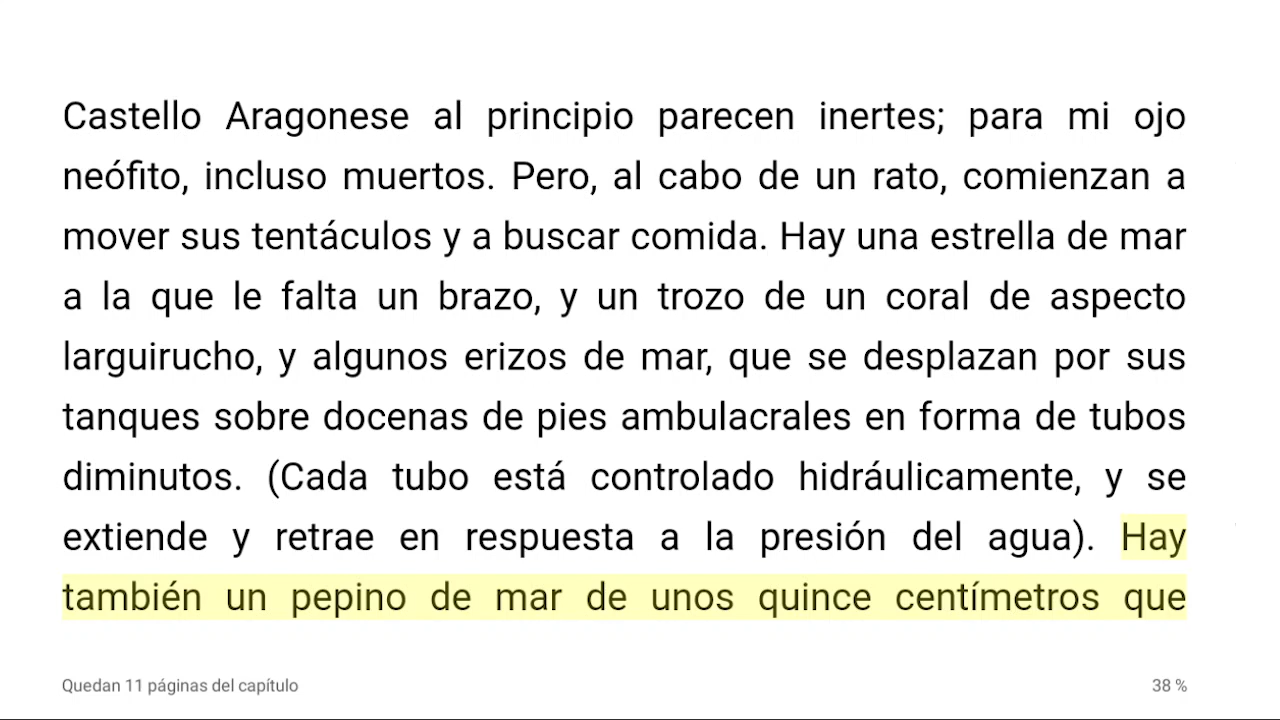 Castello Aragonese al principio parecen inertes; para mi ojo
neófito, incluso muertos. Pero, al cabo de un rato, comienzan a
mover sus tentáculos y a buscar comida. Hay una estrella de mar
a la que le falta un brazo, y un trozo de un coral de aspecto
larguirucho, y algunos erizos de mar, que se desplazan por sus
tanques sobre docenas de pies ambulacrales en forma de tubos
diminutos. (Cada tubo está controlado hidráulicamente, y se
extiende y retrae en respuesta a la presión del agua). Hay
también un pepino de mar de unos quince centímetros que
Quedan 11 páginas del capítulo 38 %